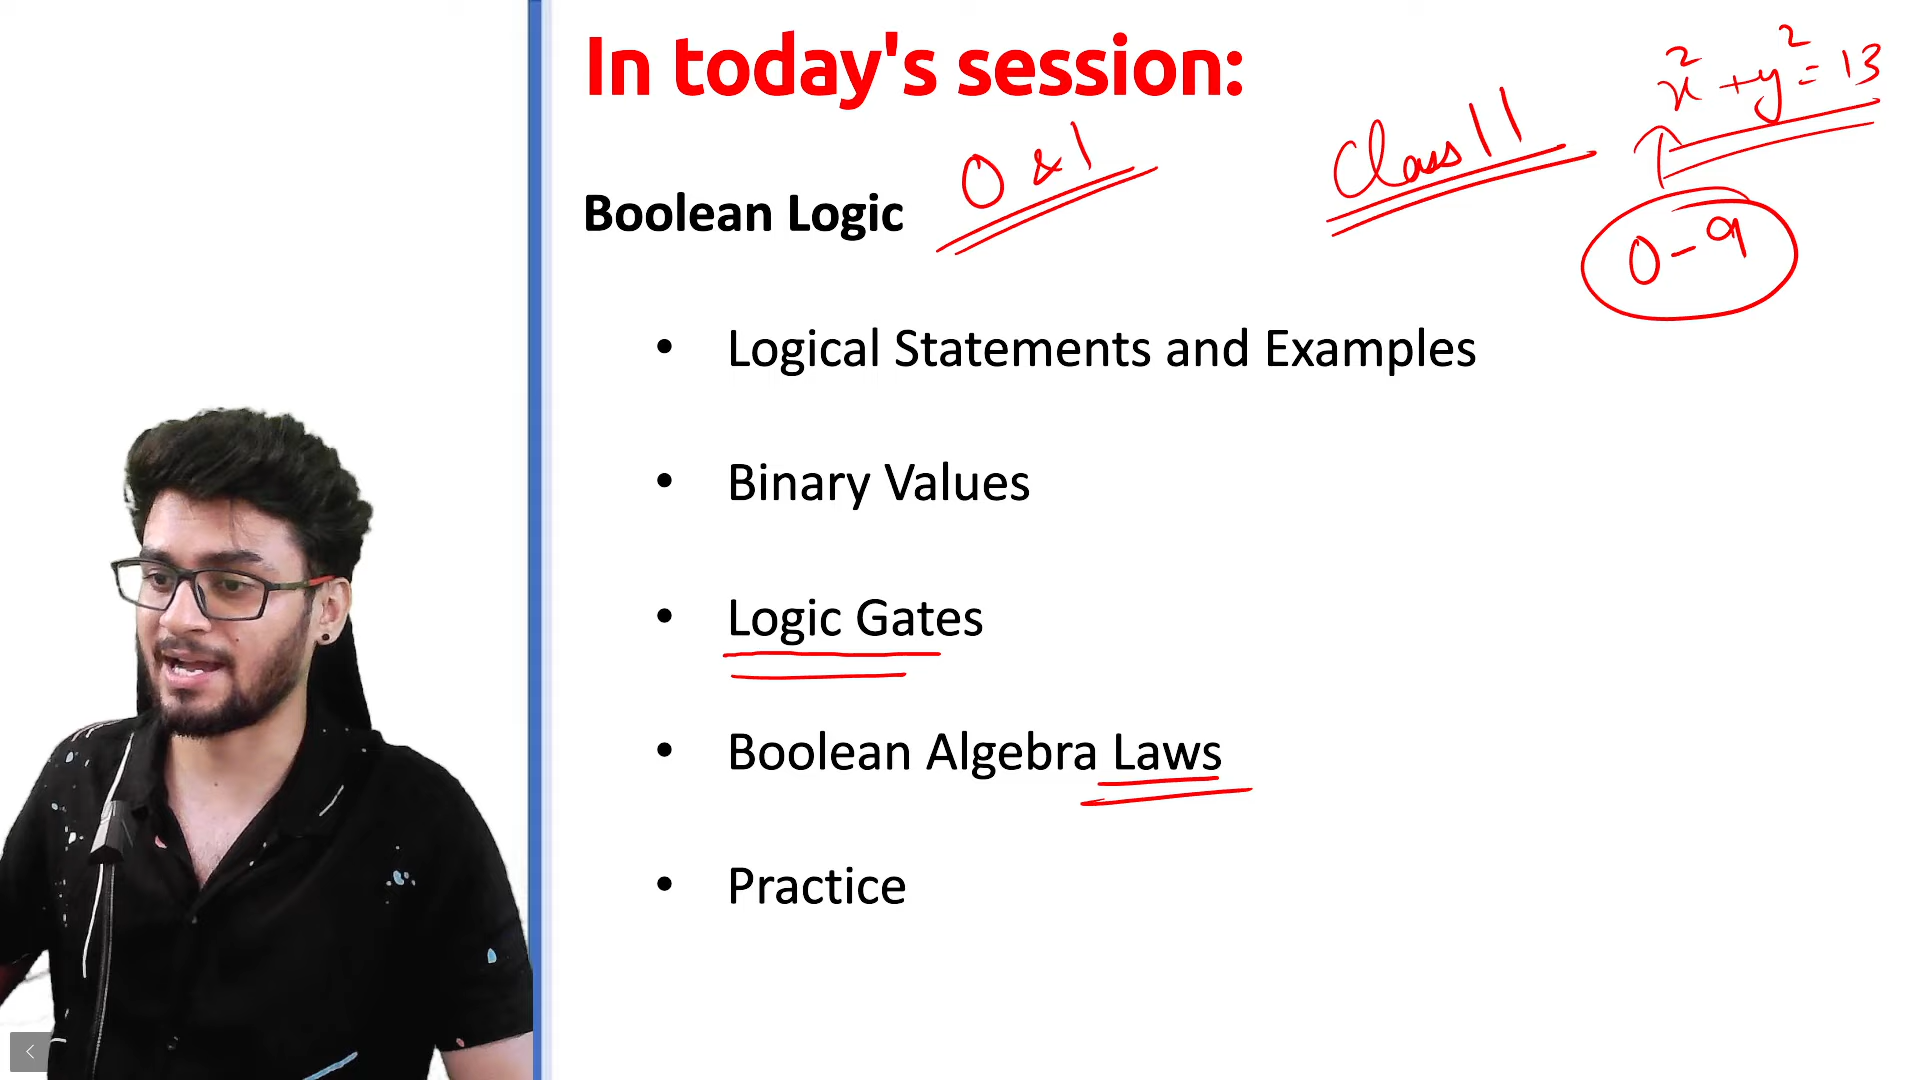 In today's session:
x² + y² = 13
0 & 1
Class 11
Boolean Logic
0 - 9
• Logical Statements and Examples
• Binary Values
• Logic Gates
• Boolean Algebra Laws
• Practice